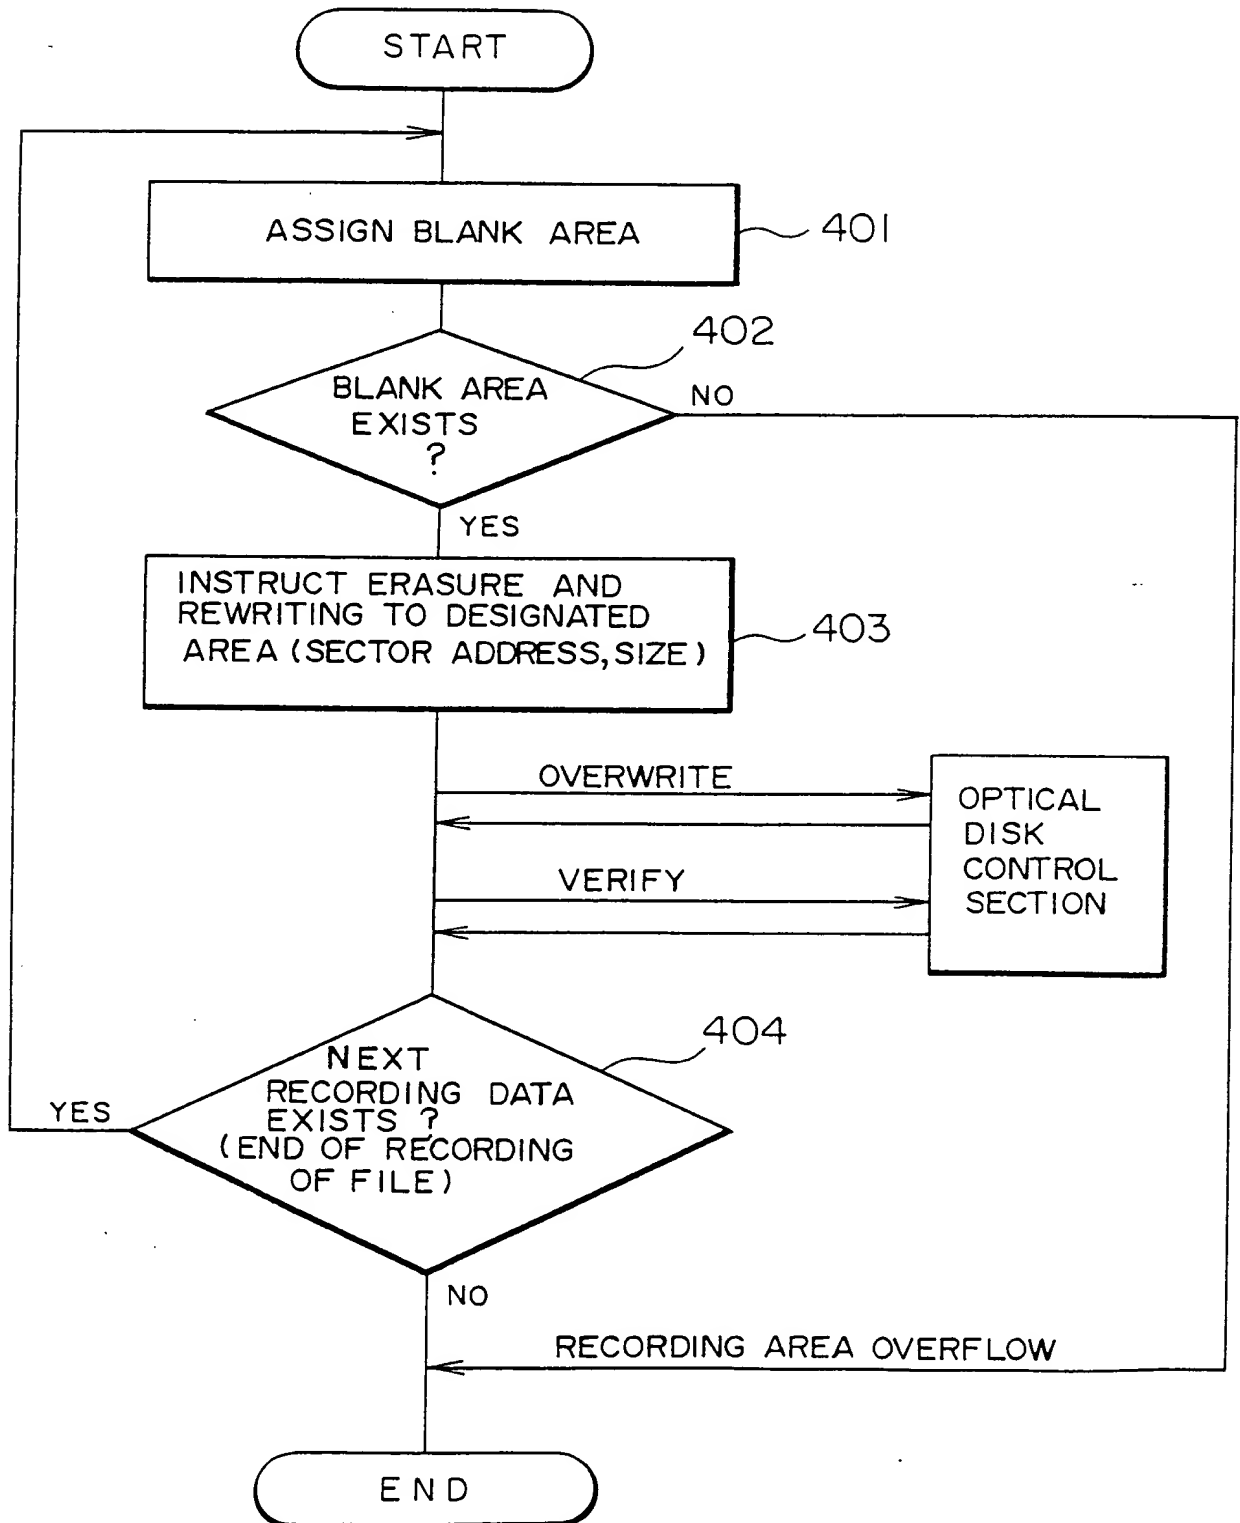 START
ASSIGN BLANK AREA
401
402
BLANK AREA
EXISTS
?
NO
YES
INSTRUCT ERASURE AND
REWRITING TO DESIGNATED
AREA (SECTOR ADDRESS, SIZE)
403
OVERWRITE
OPTICAL
DISK
CONTROL
SECTION
VERIFY
404
NEXT
RECORDING DATA
EXISTS ?
(END OF RECORDING
OF FILE)
YES
NO
RECORDING AREA OVERFLOW
END